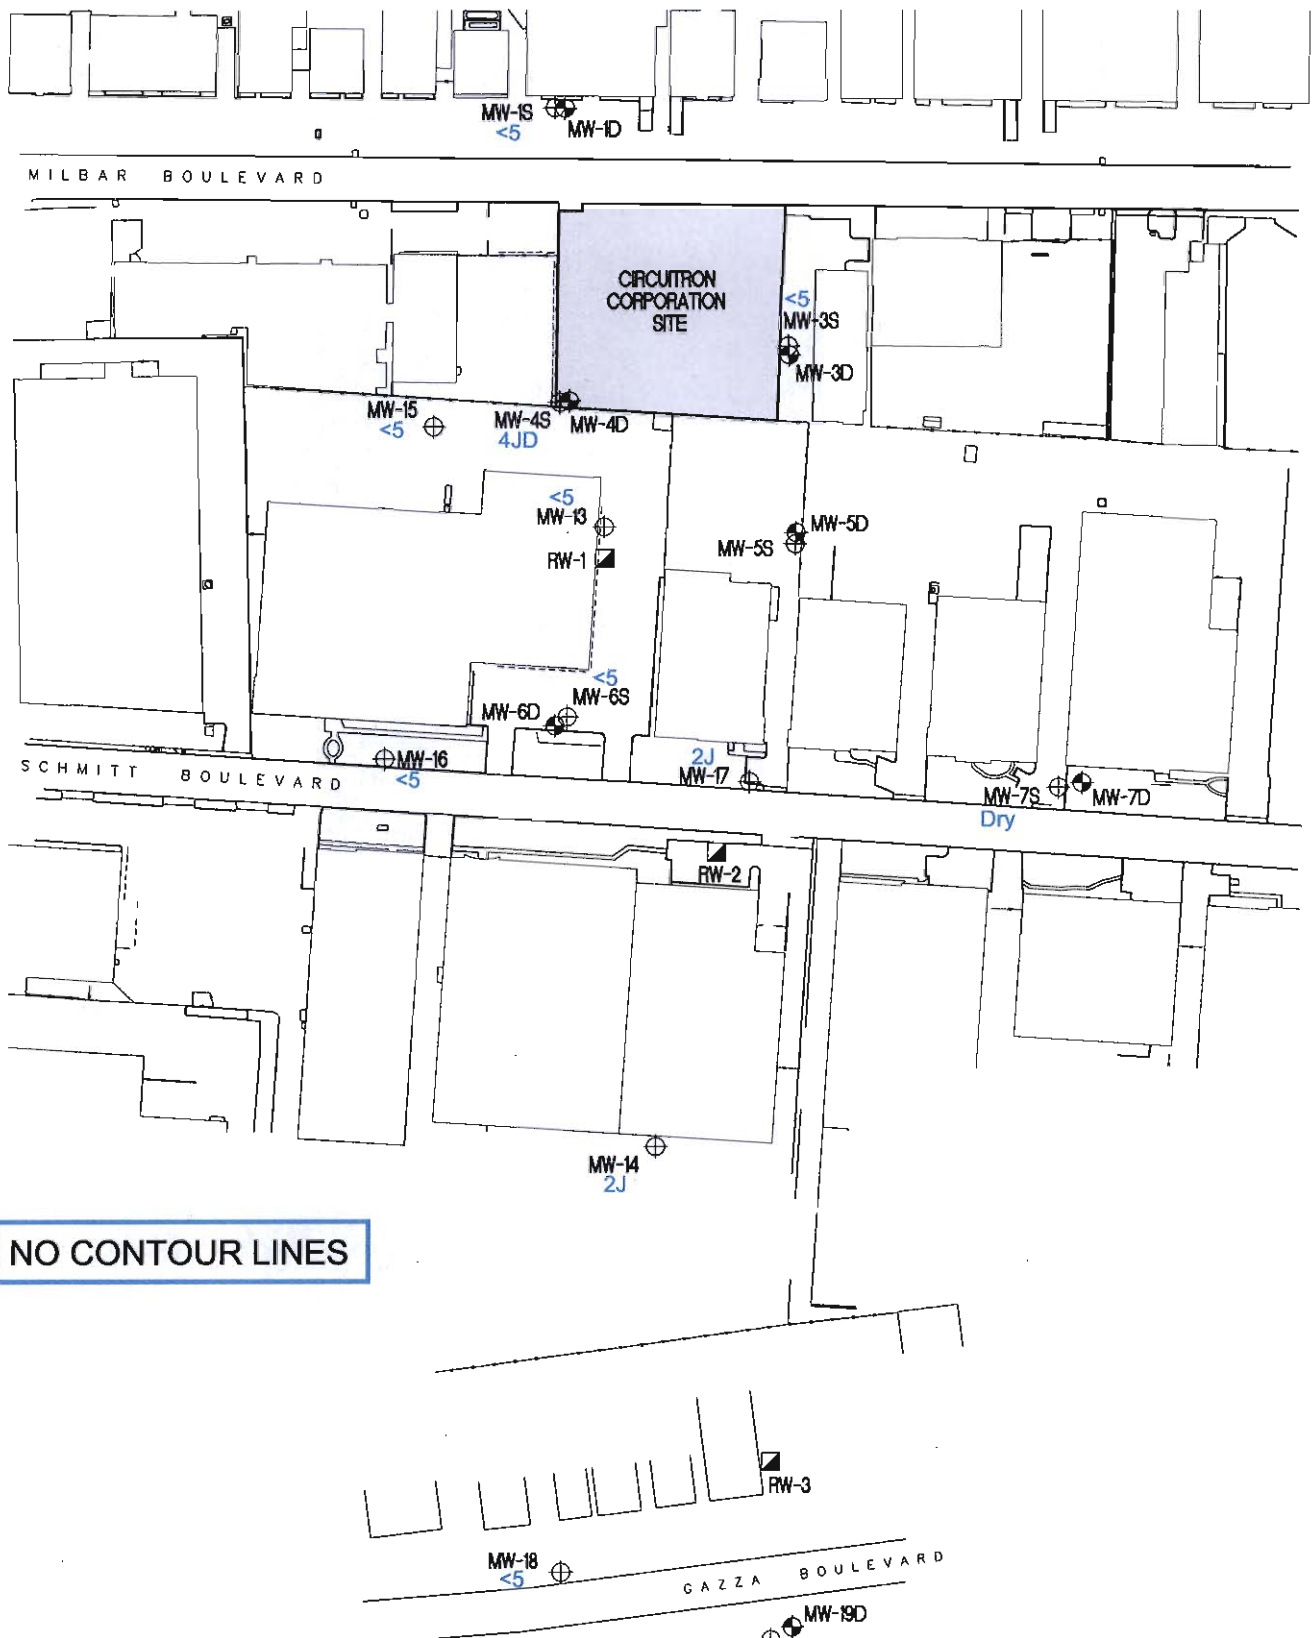 MW-1S
<5
MW-1D
MILBAR BOULEVARD
CIRCUITRON
CORPORATION
SITE
<5
MW-3S
MW-3D
MW-15
<5
MW-4S
4JD
MW-4D
<5
MW-13
RW-1
MW-5D
MW-5S
<5
MW-6S
MW-6D
MW-16
<5
2J
MW-17
SCHMITT BOULEVARD
MW-7S
Dry
MW-7D
RW-2
MW-14
2J
NO CONTOUR LINES
RW-3
MW-18
<5
GAZZA BOULEVARD
MW-19D